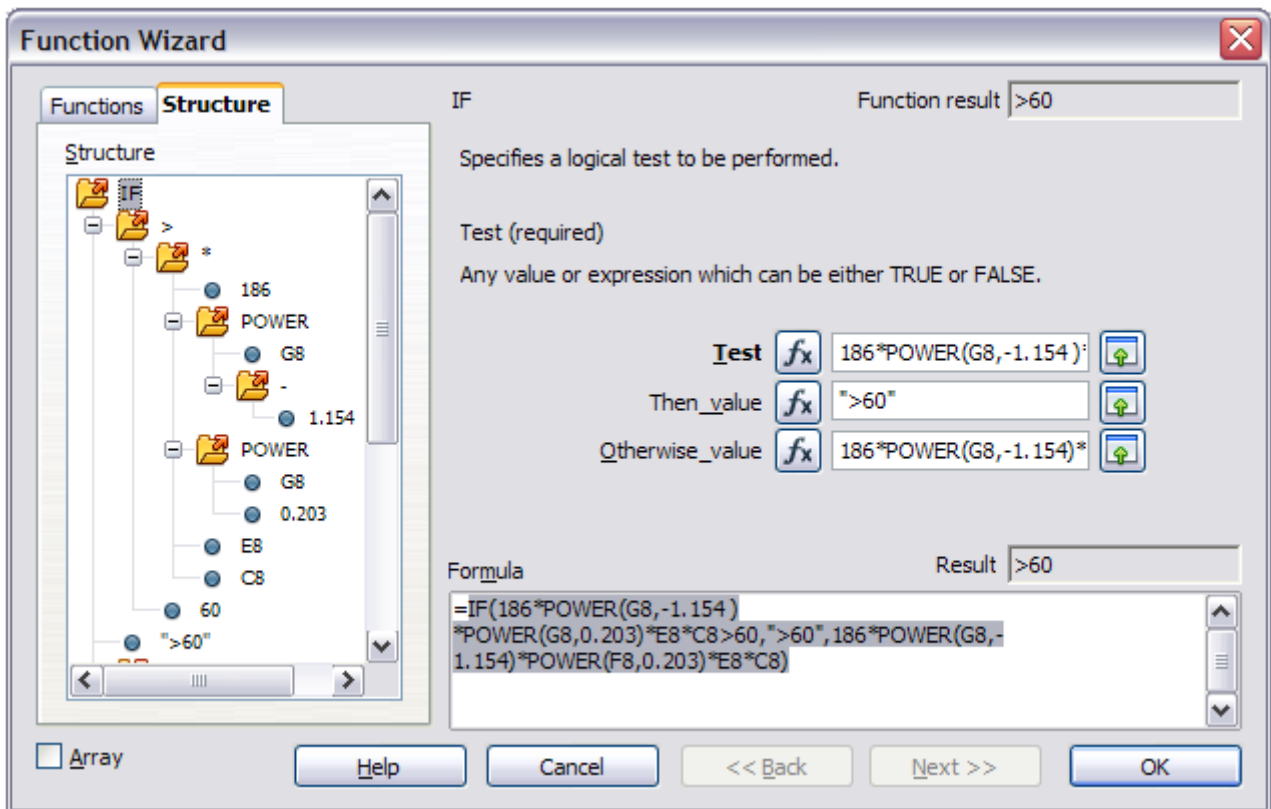 Function Wizard
Functions Structure
Structure
IF
>
*
186
POWER
G8
-
1.154
POWER
G8
0.203
E8
C8
60
">60"
IF
Function result >60
Specifies a logical test to be performed.
Test (required)
Any value or expression which can be either TRUE or FALSE.
Test fx 186*POWER(G8,-1.154 )*
Then_value fx ">60"
Otherwise_value fx 186*POWER(G8,-1.154)*
Formula
Result >60
=IF(186*POWER(G8,-1.154 )
*POWER(G8,0.203)*E8*C8>60,">60",186*POWER(G8,-
1.154)*POWER(F8,0.203)*E8*C8)
Array
Help Cancel << Back Next >> OK